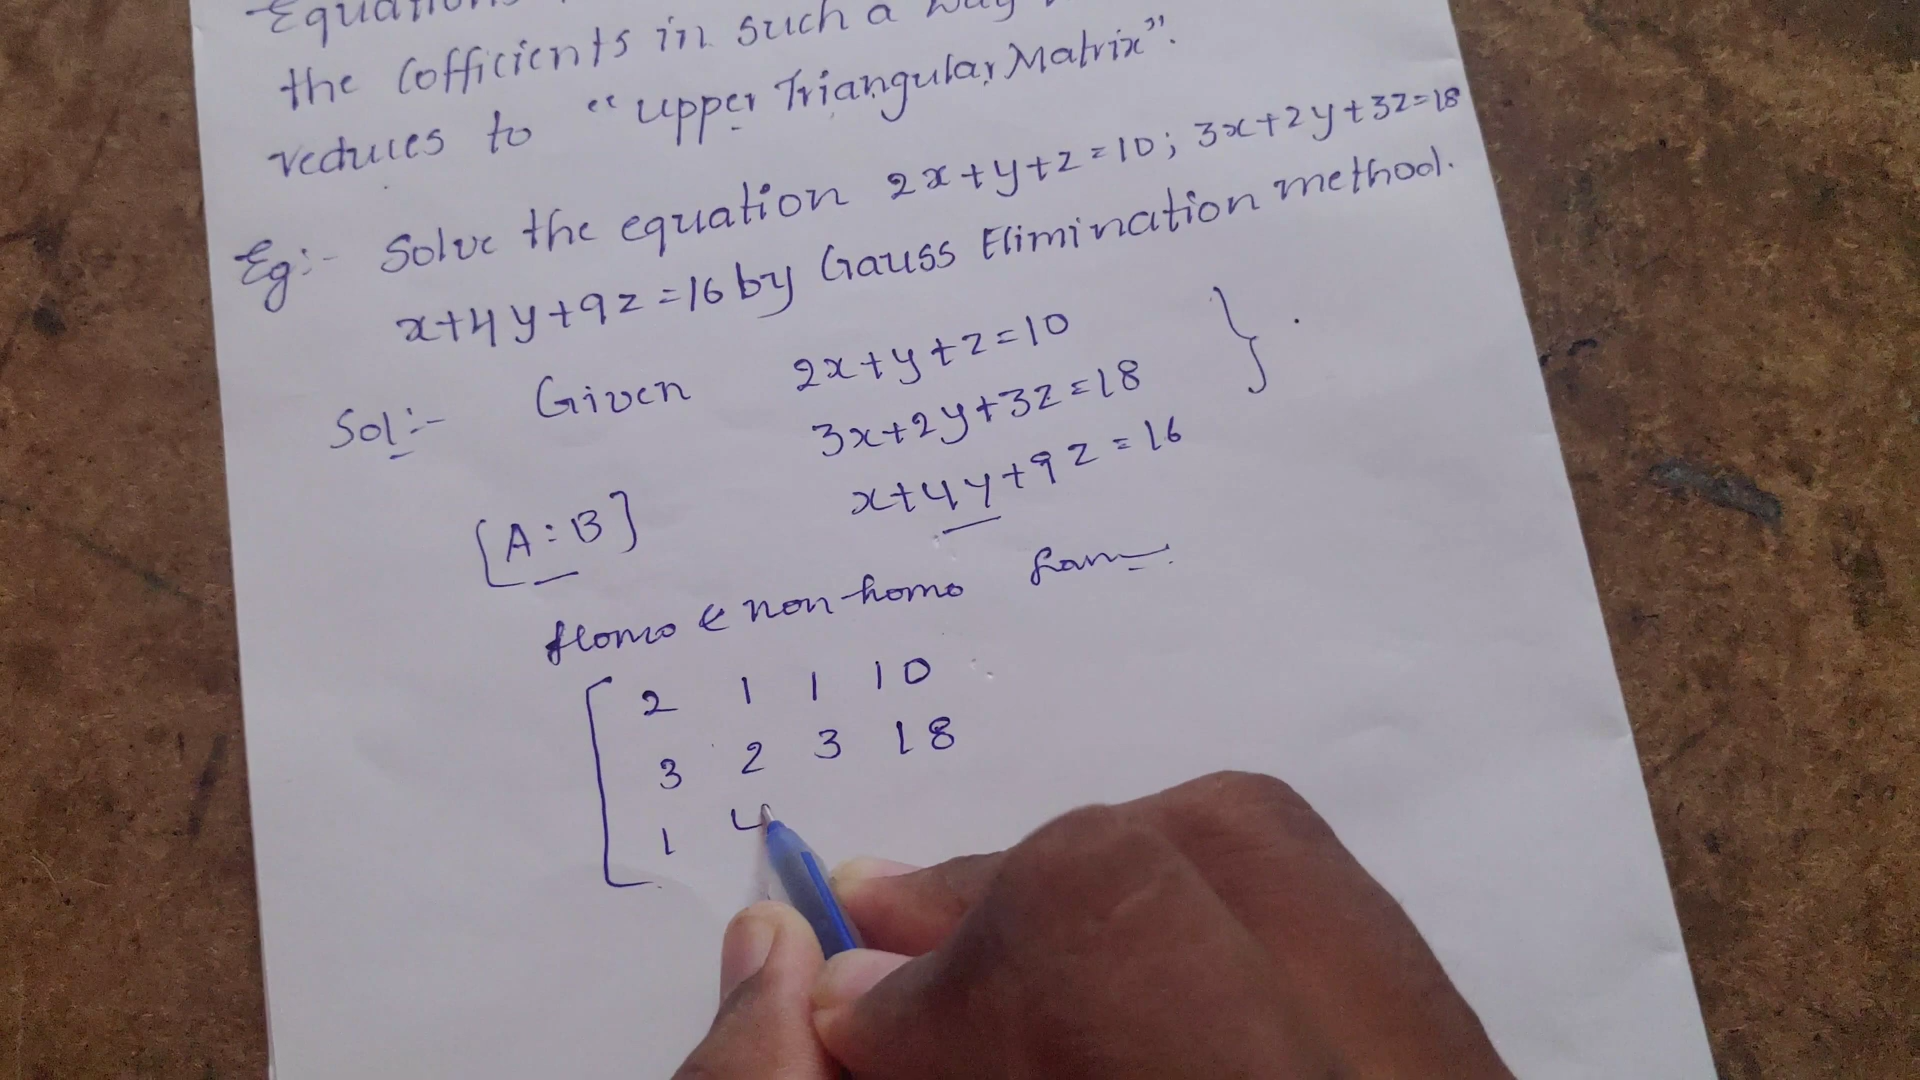 Equations
the Cofficients in such a way
reduces to "upper Triangular Matrix".
Eg:- Solve the equation 2x+y+z=10; 3x+2y+3z=18
x+4y+9z=16 by Gauss Elimination method.
Sol:- Given 2x+y+z=10
3x+2y+3z=18
x+4y+9z=16
[A:B]
Homo & non-homo
2 1 1 10
3 2 3 18
1 4